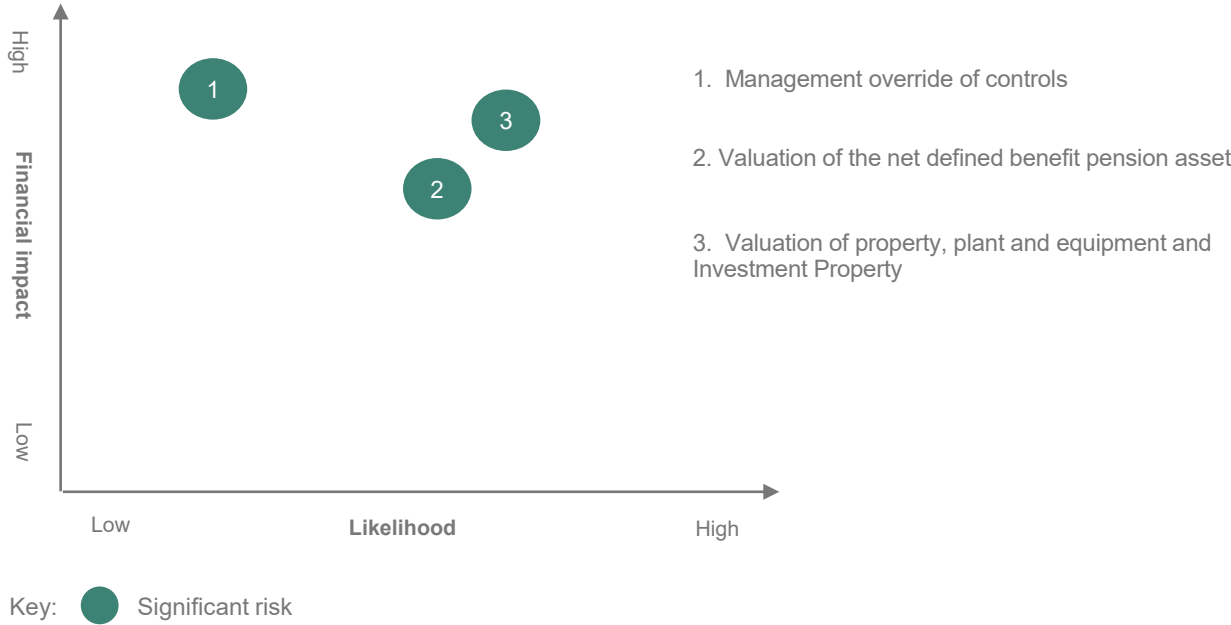 High
Financial impact
Low
1
3
2
Low
Likelihood
High
1. Management override of controls
2. Valuation of the net defined benefit pension asset
3. Valuation of property, plant and equipment and
Investment Property
Key:
Significant risk